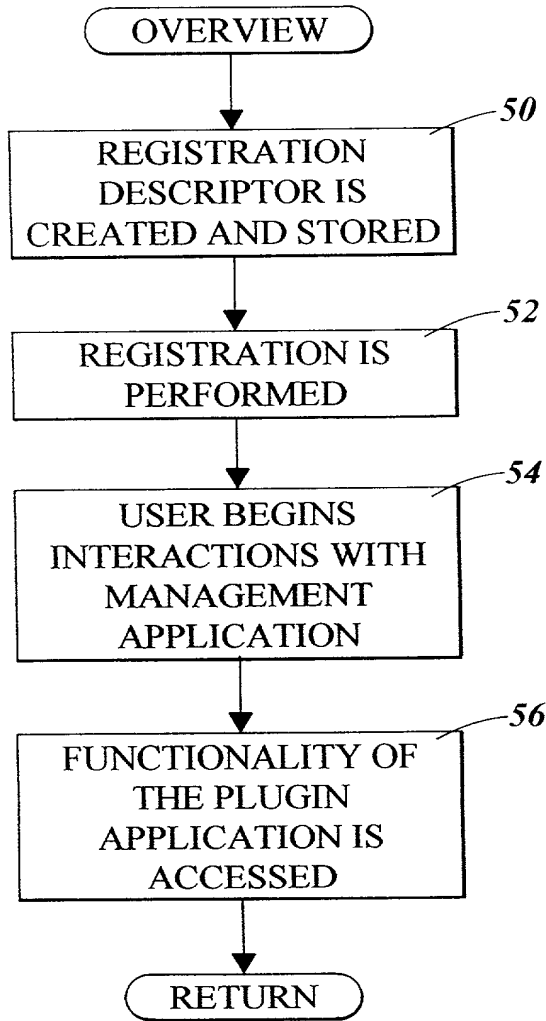 OVERVIEW
50
REGISTRATION
DESCRIPTOR IS
CREATED AND STORED
52
REGISTRATION IS
PERFORMED
54
USER BEGINS
INTERACTIONS WITH
MANAGEMENT
APPLICATION
56
FUNCTIONALITY OF
THE PLUGIN
APPLICATION IS
ACCESSED
RETURN